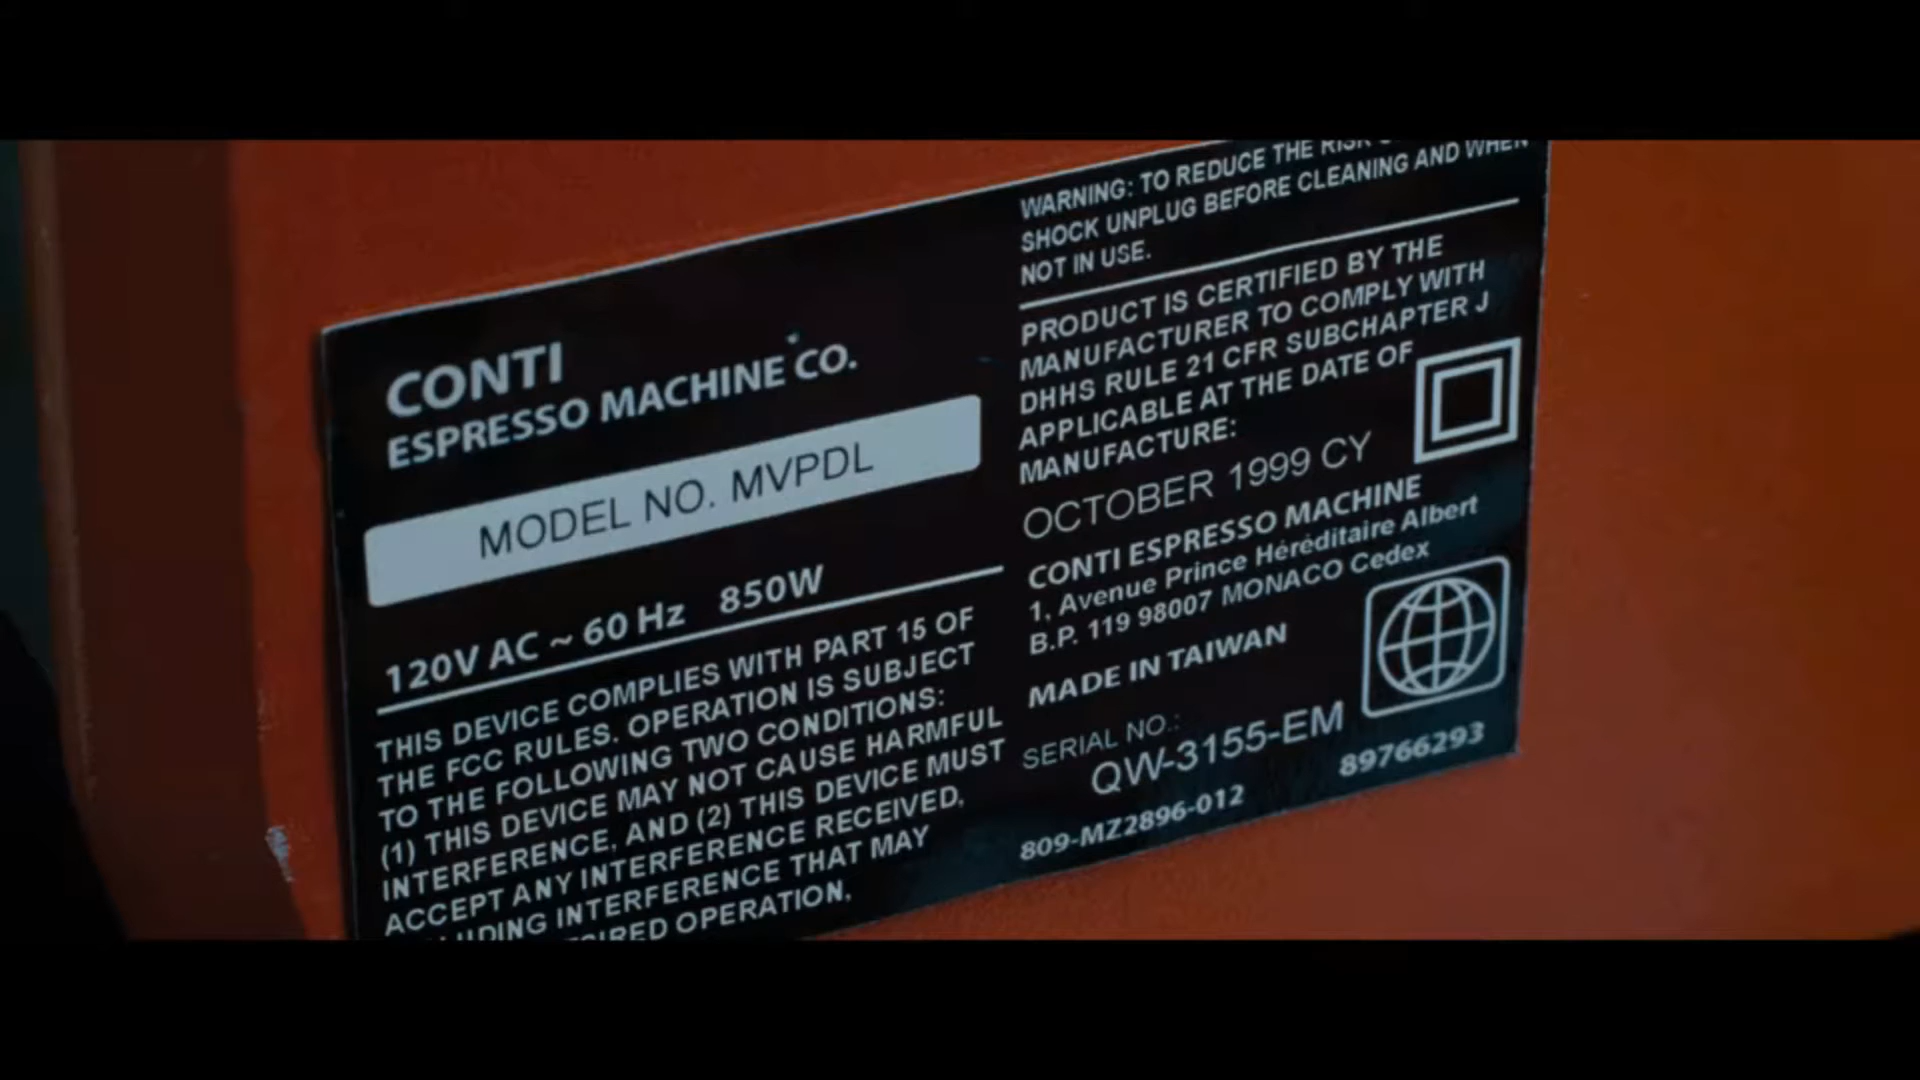 CONTI
ESPRESSO MACHINE CO.
MODEL NO. MVPDL
120V AC ~ 60 Hz 850W
THIS DEVICE COMPLIES WITH PART 15 OF
THE FCC RULES. OPERATION IS SUBJECT
TO THE FOLLOWING TWO CONDITIONS:
(1) THIS DEVICE MAY NOT CAUSE HARMFUL
INTERFERENCE, AND (2) THIS DEVICE MUST
ACCEPT ANY INTERFERENCE RECEIVED,
INTERFERENCE THAT MAY
OPERATION.
WARNING: TO REDUCE THE RISK
SHOCK UNPLUG BEFORE CLEANING AND WHEN
NOT IN USE.
PRODUCT IS CERTIFIED BY THE
MANUFACTURER TO COMPLY WITH
DHHS RULE 21 CFR SUBCHAPTER J
APPLICABLE AT THE DATE OF
MANUFACTURE:
OCTOBER 1999 CY
CONTI ESPRESSO MACHINE
1, Avenue Prince Héréditaire Albert
B.P. 119 98007 MONACO Cedex
MADE IN TAIWAN
SERIAL NO.:
QW-3155-EM
809-MZ2896-012 89766293